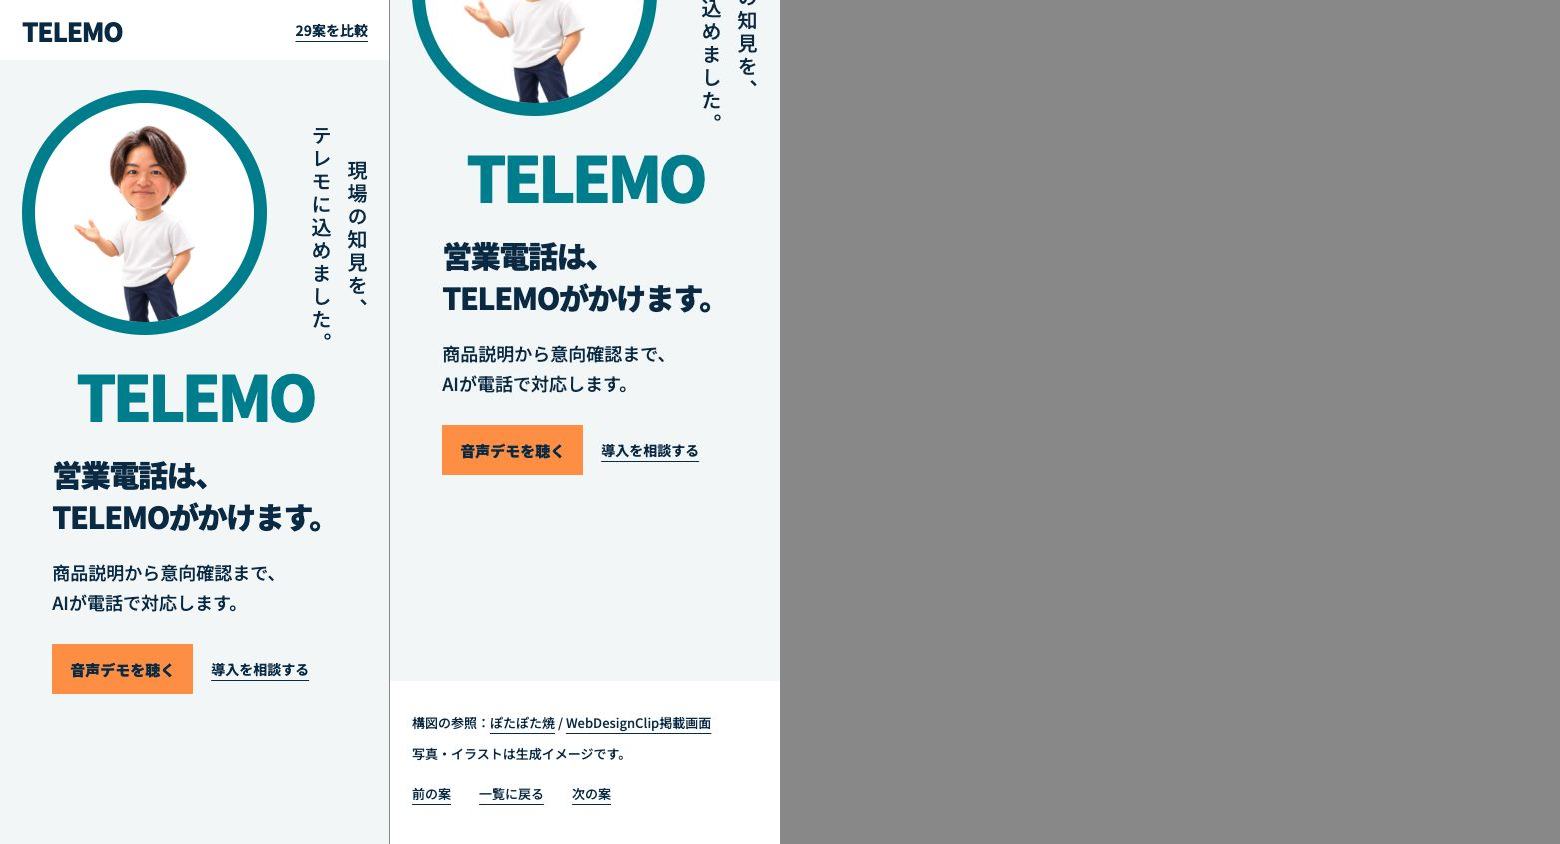 TELEMO
29案を比較
現場の知見を、
テレモに込めました。
TELEMO
営業電話は、
TELEMOがかけます。
商品説明から意向確認まで、
AIが電話で対応します。
音声デモを聴く
導入を相談する
の知見を、
込めました。
TELEMO
営業電話は、
TELEMOがかけます。
商品説明から意向確認まで、
AIが電話で対応します。
音声デモを聴く
導入を相談する
構図の参照：ぽたぽた焼 / WebDesignClip掲載画面
写真・イラストは生成イメージです。
前の案 一覧に戻る 次の案